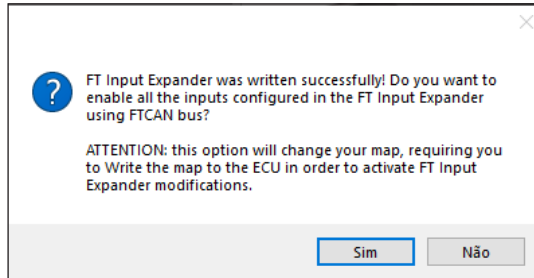 FT Input Expander was written successfully! Do you want to
enable all the inputs configured in the FT Input Expander
using FTCAN bus?
ATTENTION: this option will change your map, requiring you
to Write the map to the ECU in order to activate FT Input
Expander modifications.
Sim
Não